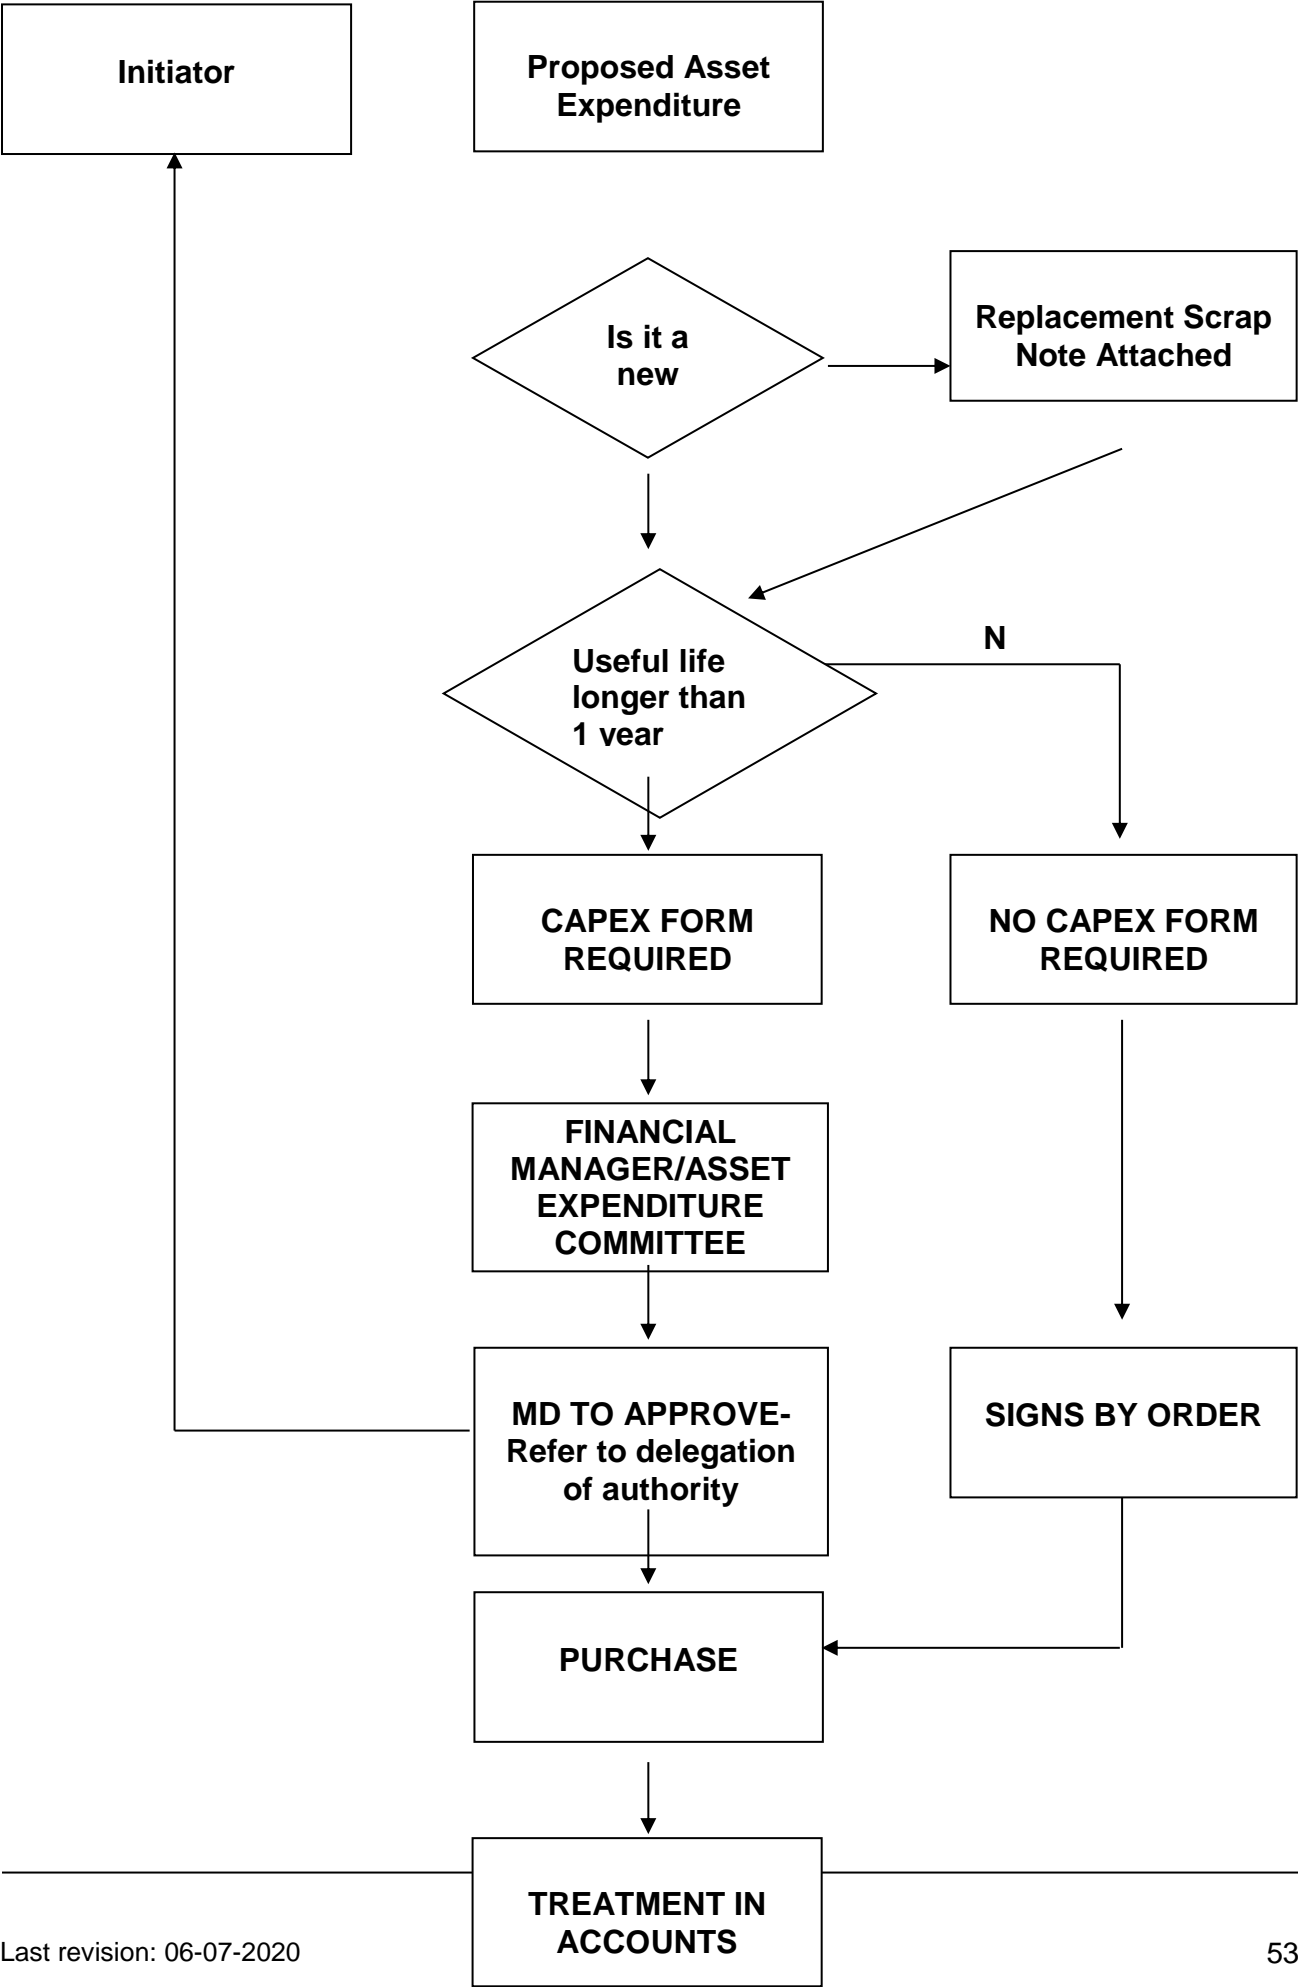 Initiator
Proposed Asset
Expenditure
Is it a
new
Replacement Scrap
Note Attached
N
Useful life
longer than
1 vear
CAPEX FORM
REQUIRED
NO CAPEX FORM
REQUIRED
FINANCIAL
MANAGER/ASSET
EXPENDITURE
COMMITTEE
MD TO APPROVE-
Refer to delegation
of authority
SIGNS BY ORDER
PURCHASE
TREATMENT IN
ACCOUNTS
Last revision: 06-07-2020
53